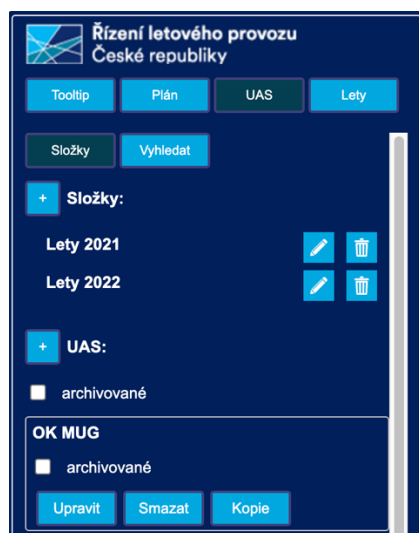 Řízení letového provozu
České republiky
Tooltip Plán UAS Lety
Složky Vyhledat
+ Složky:
Lety 2021
Lety 2022
+ UAS:
archivované
OK MUG
archivované
Upravit Smazat Kopie